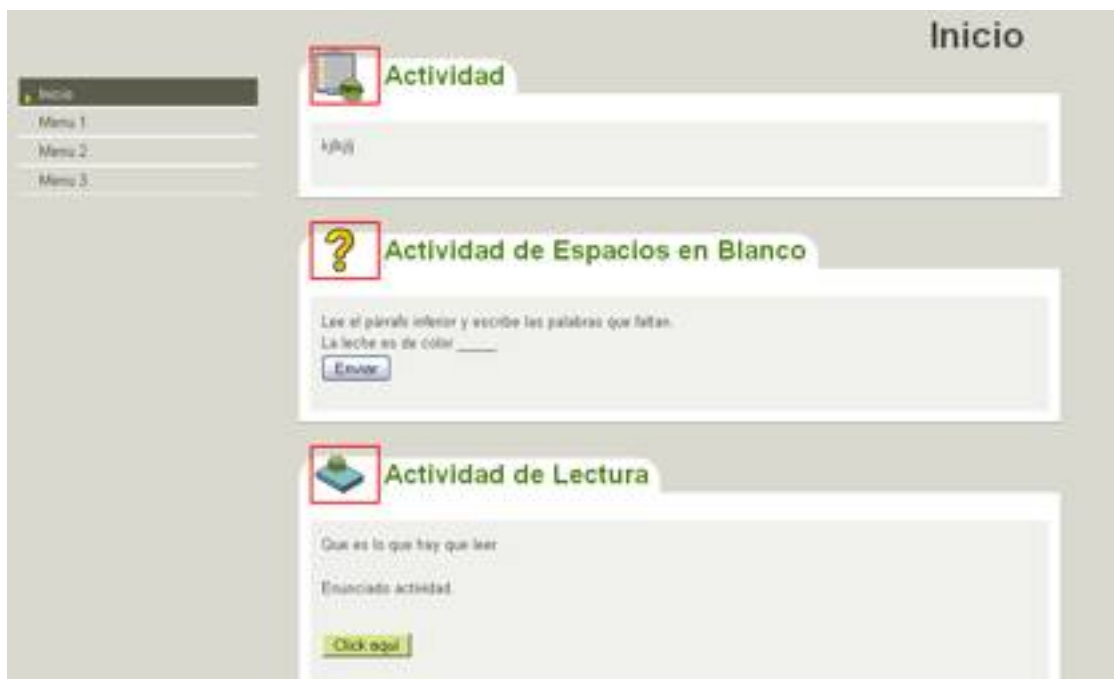 Inicio
Inicio
Menu 1
Menu 2
Menu 3
Actividad
kjlkjlj
Actividad de Espacios en Blanco
Lee el párrafo inferior y escribe las palabras que faltan.
La leche es de color _____
Enviar
Actividad de Lectura
Que es lo que hay que leer
Enunciado actividad.
Click aquí